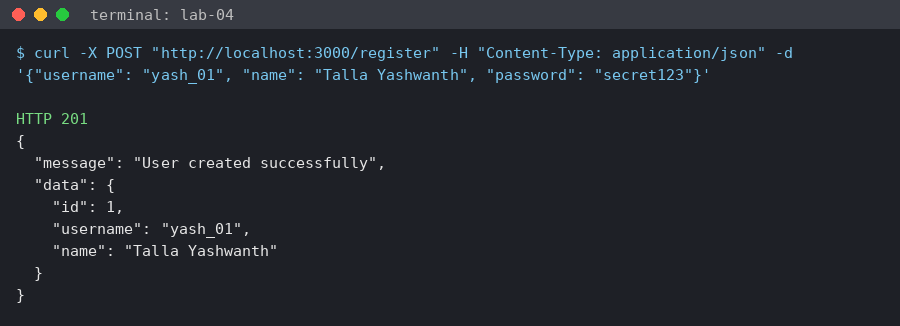 terminal: lab-04
$ curl -X POST "http://localhost:3000/register" -H "Content-Type: application/json" -d
'{"username": "yash_01", "name": "Talla Yashwanth", "password": "secret123"}'
HTTP 201
{
  "message": "User created successfully",
  "data": {
    "id": 1,
    "username": "yash_01",
    "name": "Talla Yashwanth"
  }
}